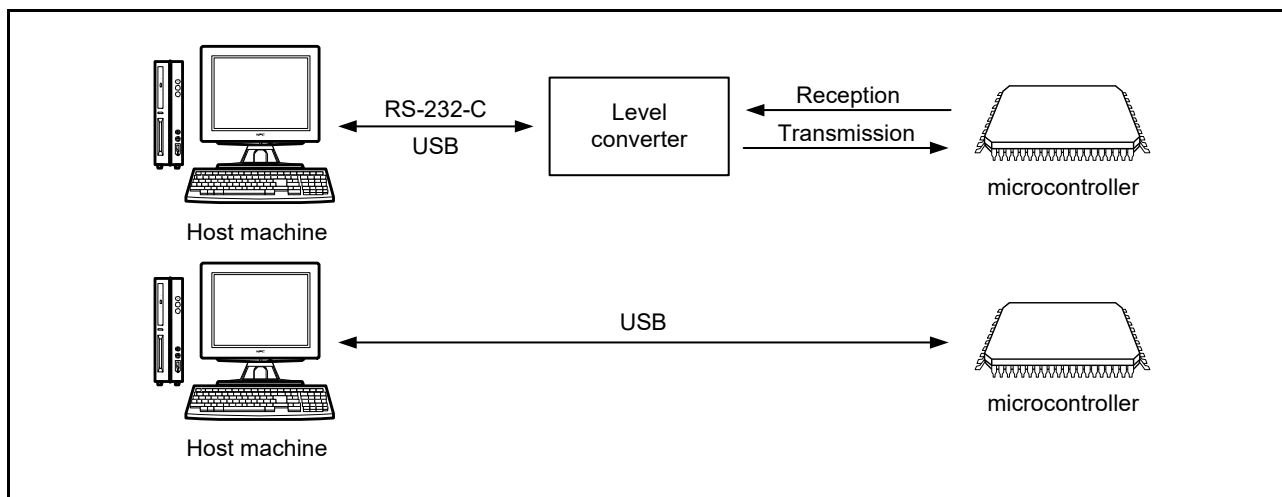 RS-232-C
USB
Level
converter
Reception
Transmission
microcontroller
Host machine
USB
microcontroller
Host machine